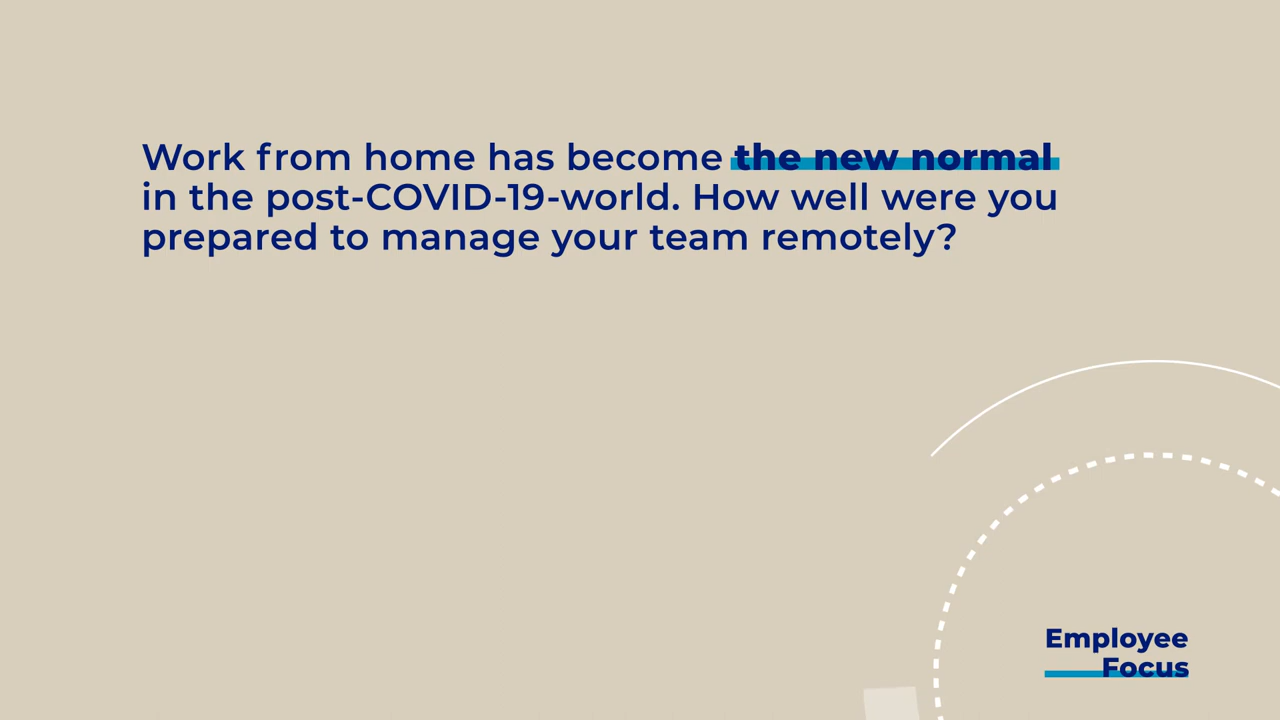 Work from home has become the new normal
in the post-COVID-19-world. How well were you
prepared to manage your team remotely?
Employee
Focus